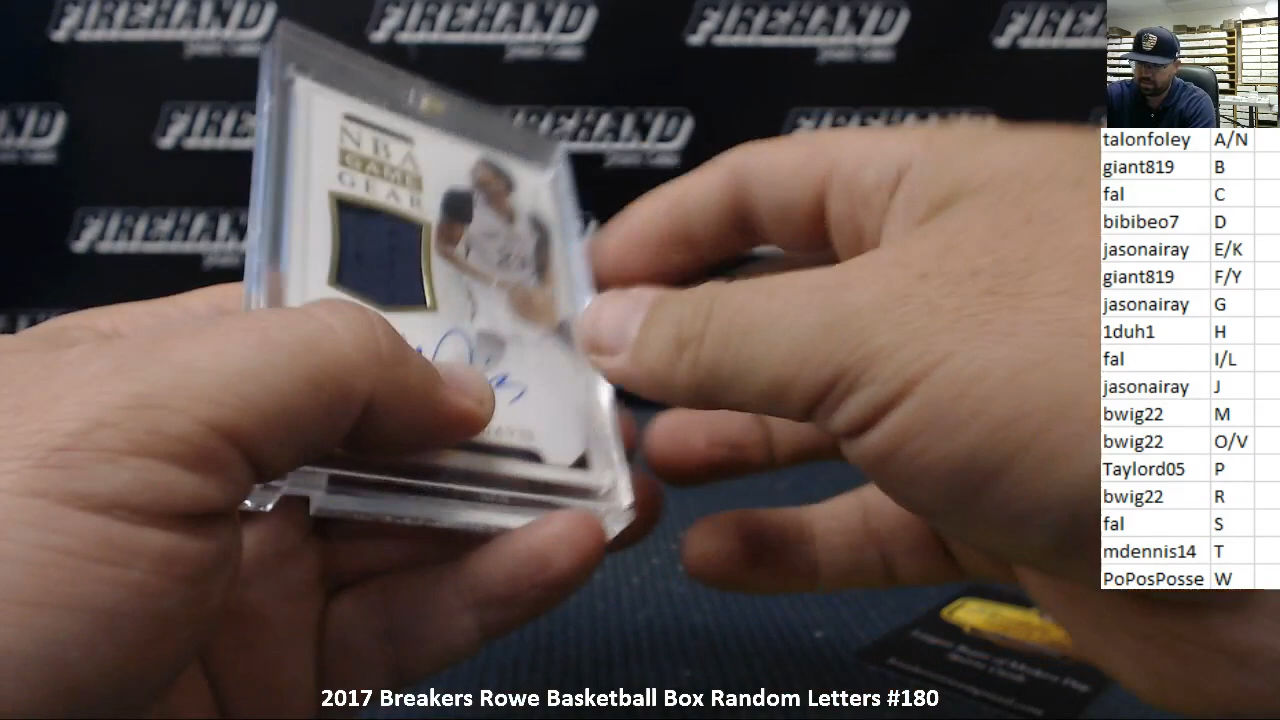 FIREHAND
FIREHAND
FIREHAND
FIREHAND
FIREHAND
FIREHAND
FIREHAND
NBA
GAME
GEAR
talonfoley A/N
giant819 B
fal C
bibibeo7 D
jasonairay E/K
giant819 F/Y
jasonairay G
1duh1 H
fal I/L
jasonairay J
bwig22 M
bwig22 O/V
Taylord05 P
bwig22 R
fal S
mdennis14 T
PoPosPosse W
2017 Breakers Rowe Basketball Box Random Letters #180